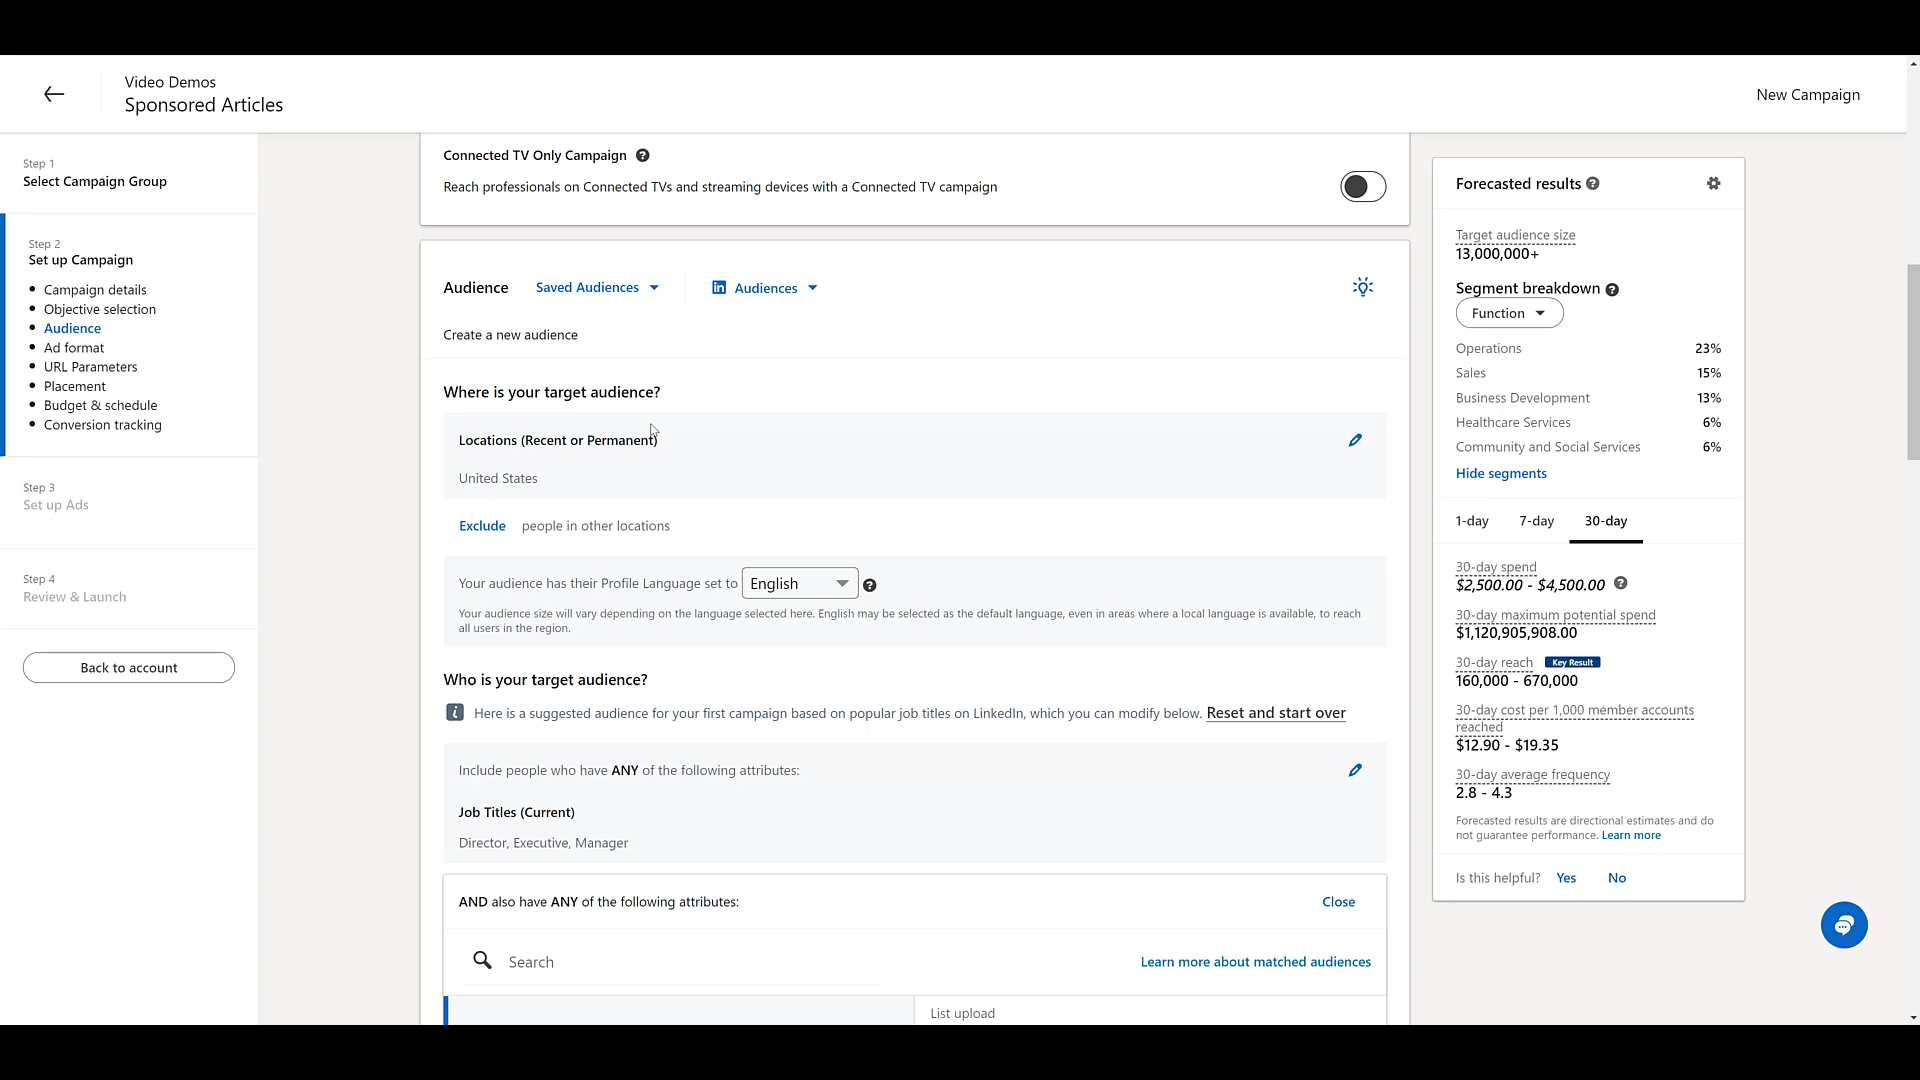 Video Demos
Sponsored Articles
New Campaign
Step 1
Select Campaign Group
Step 2
Set up Campaign
Campaign details
Objective selection
Audience
Ad format
URL Parameters
Placement
Budget & schedule
Conversion tracking
Step 3
Set up Ads
Step 4
Review & Launch
Back to account
Connected TV Only Campaign
Reach professionals on Connected TVs and streaming devices with a Connected TV campaign
Audience Saved Audiences in Audiences
Create a new audience
Where is your target audience?
Locations (Recent or Permanent)
United States
Exclude people in other locations
Your audience has their Profile Language set to English
Your audience size will vary depending on the language selected here. English may be selected as the default language, even in areas where a local language is available, to reach
all users in the region.
Who is your target audience?
Here is a suggested audience for your first campaign based on popular job titles on LinkedIn, which you can modify below. Reset and start over
Include people who have ANY of the following attributes:
Job Titles (Current)
Director, Executive, Manager
AND also have ANY of the following attributes: Close
Search Learn more about matched audiences
List upload
Forecasted results
Target audience size
13,000,000+
Segment breakdown
Function
Operations 23%
Sales 15%
Business Development 13%
Healthcare Services 6%
Community and Social Services 6%
Hide segments
1-day 7-day 30-day
30-day spend
$2,500.00 - $4,500.00
30-day maximum potential spend
$1,120,905,908.00
30-day reach Key Result
160,000 - 670,000
30-day cost per 1,000 member accounts
reached
$12.90 - $19.35
30-day average frequency
2.8 - 4.3
Forecasted results are directional estimates and do
not guarantee performance. Learn more
Is this helpful? Yes No